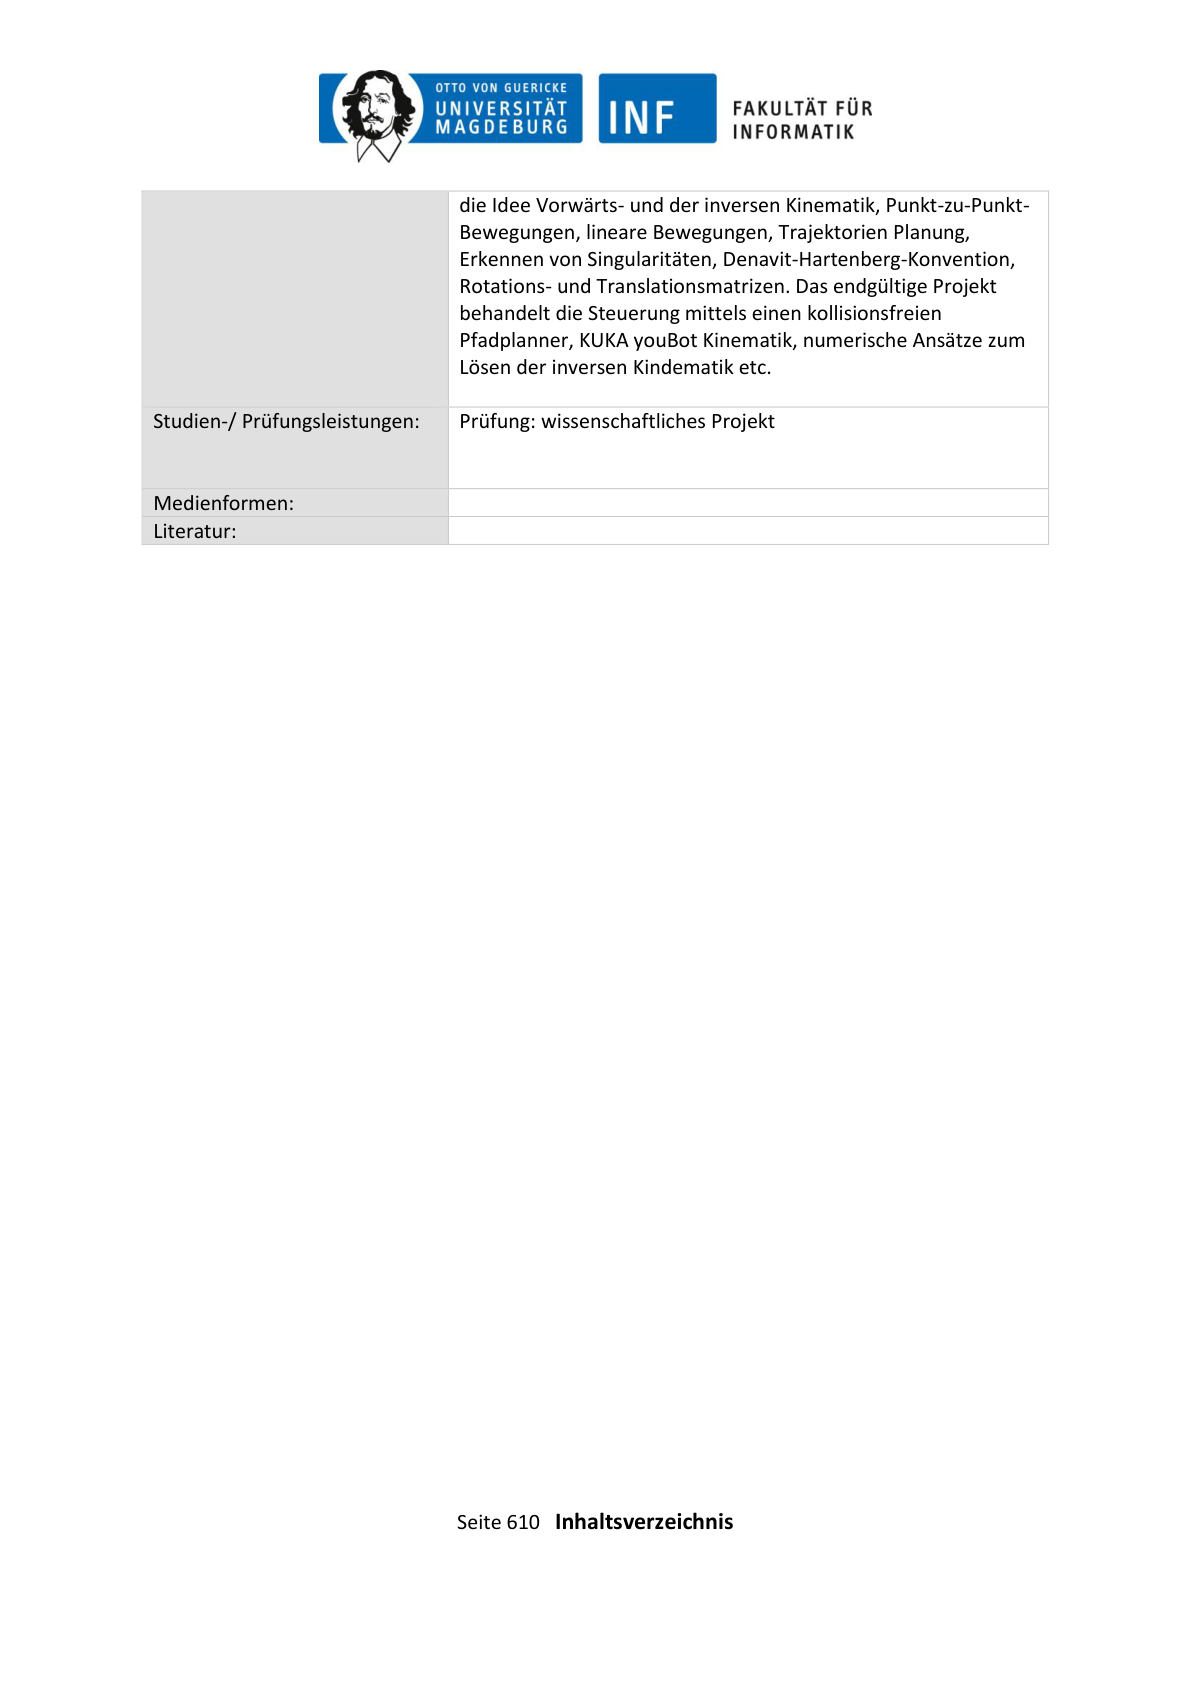 OTTO VON GUERICKE
UNIVERSITÄT
MAGDEBURG
INF
FAKULTÄT FÜR
INFORMATIK
die Idee Vorwärts- und der inversen Kinematik, Punkt-zu-Punkt-
Bewegungen, lineare Bewegungen, Trajektorien Planung,
Erkennen von Singularitäten, Denavit-Hartenberg-Konvention,
Rotations- und Translationsmatrizen. Das endgültige Projekt
behandelt die Steuerung mittels einen kollisionsfreien
Pfadplanner, KUKA youBot Kinematik, numerische Ansätze zum
Lösen der inversen Kindematik etc.
Studien-/ Prüfungsleistungen: Prüfung: wissenschaftliches Projekt
Medienformen:
Literatur:
Seite 610 Inhaltsverzeichnis